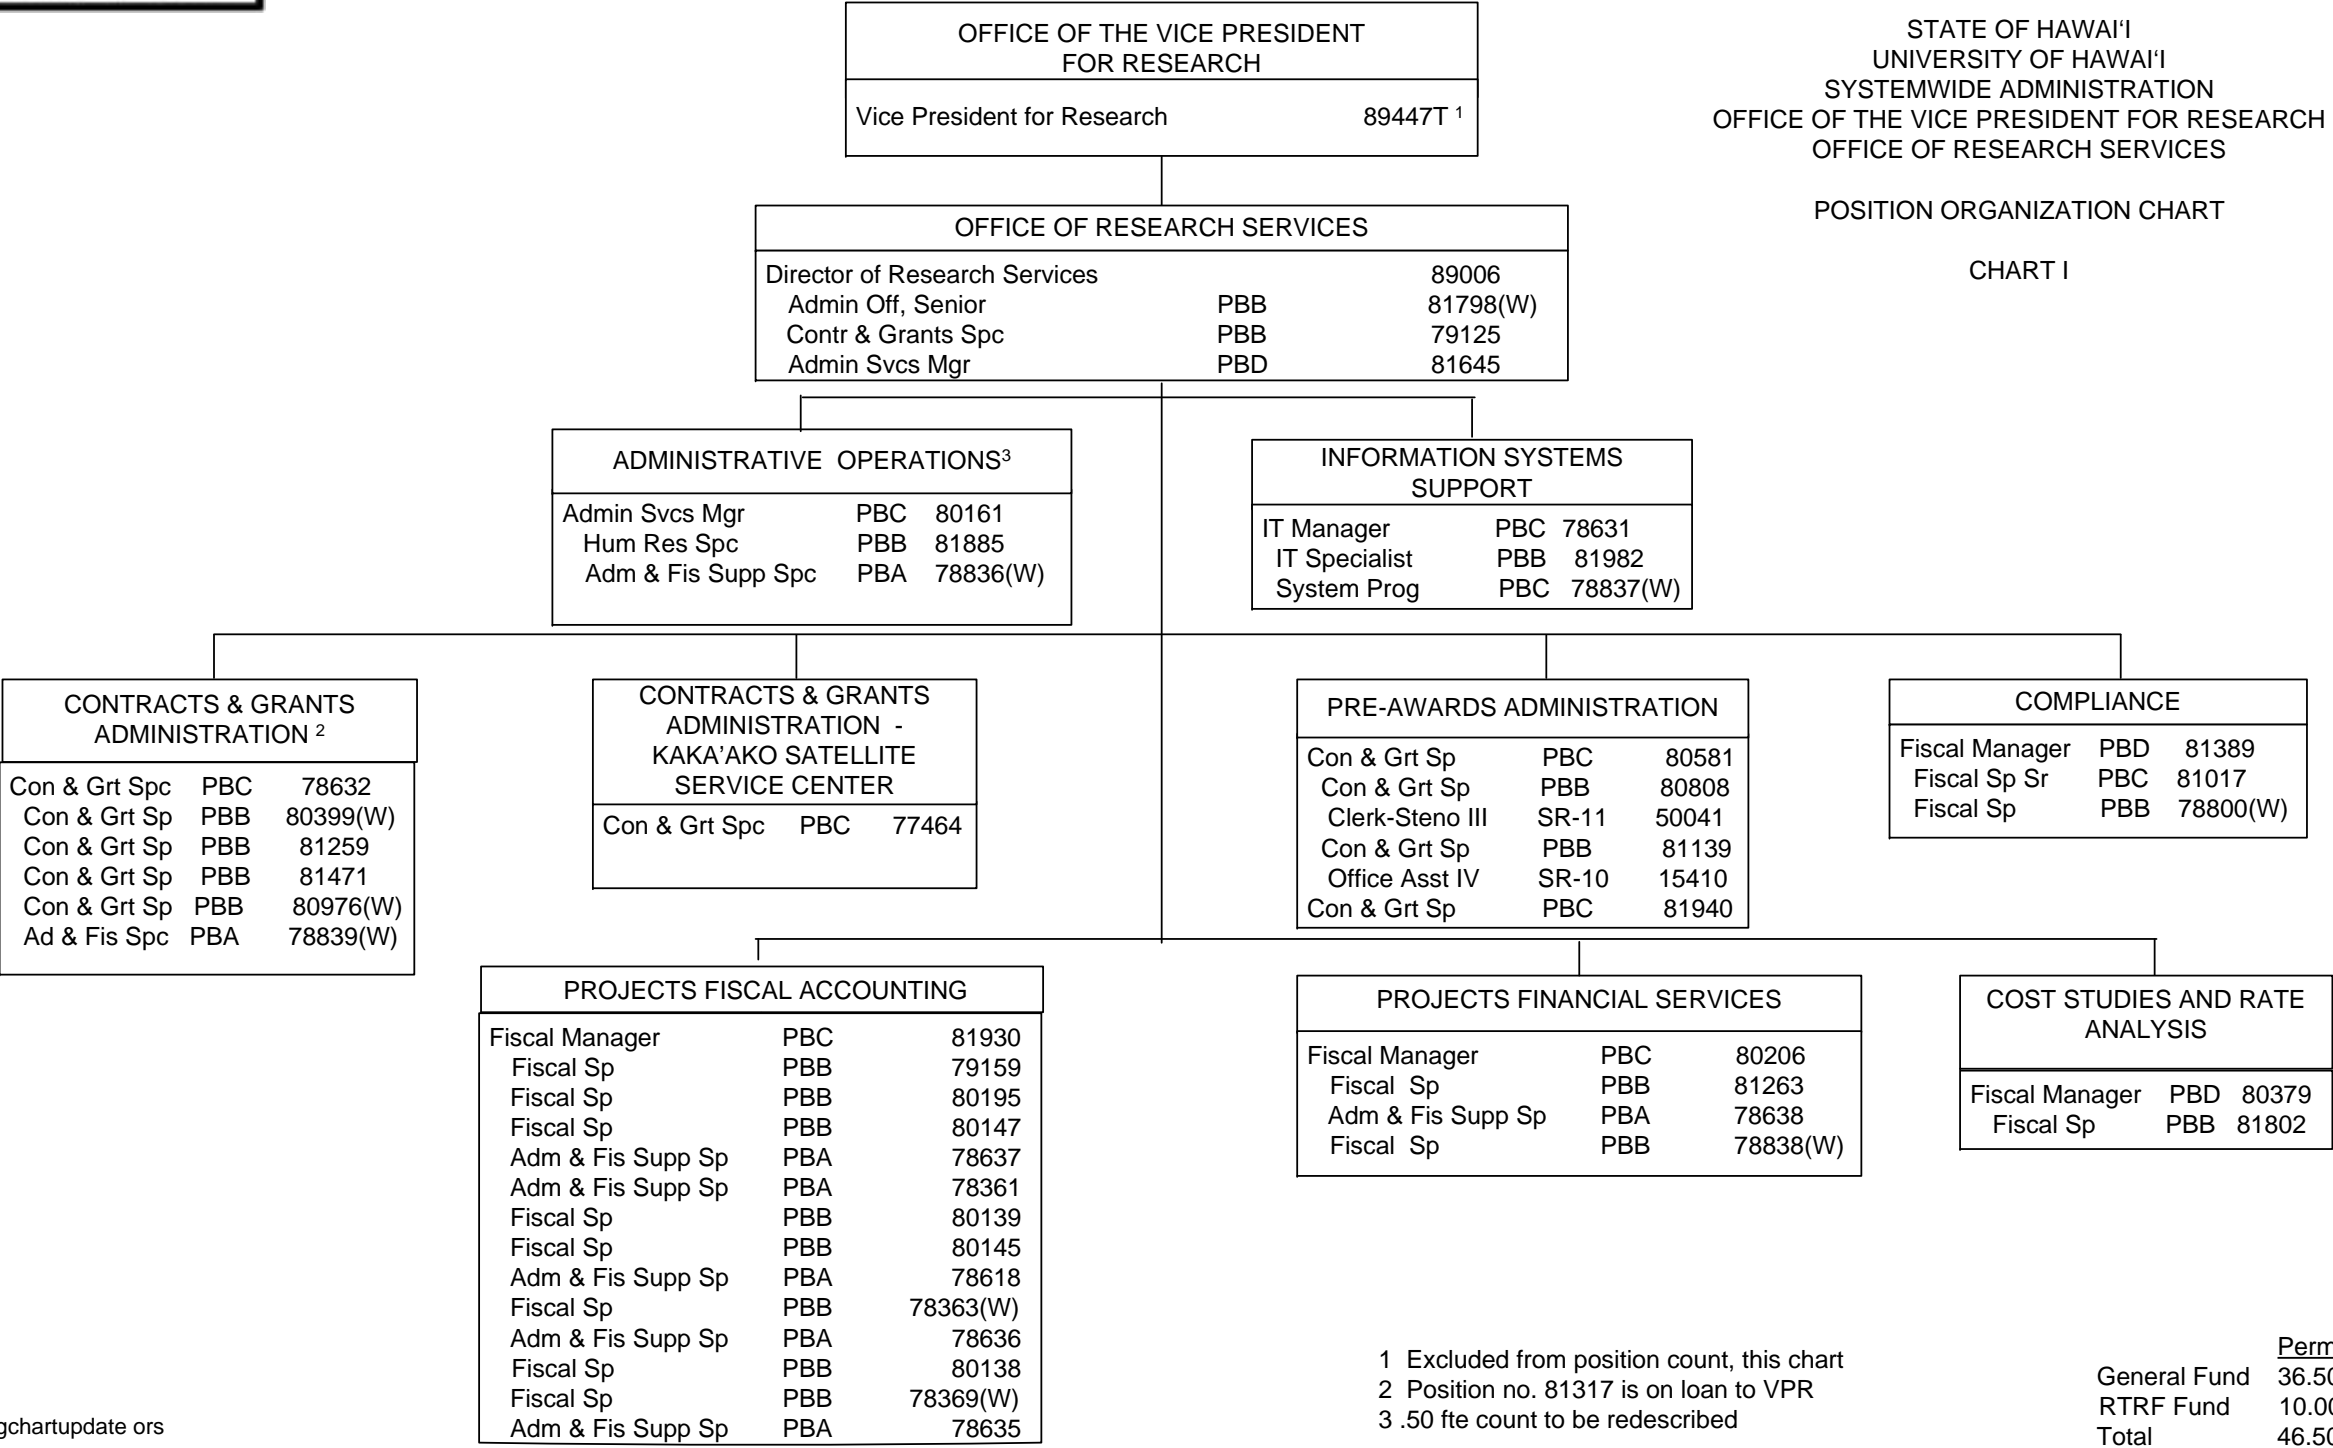 OFFICE OF THE VICE PRESIDENT
FOR RESEARCH
Vice President for Research 89447T 1
STATE OF HAWAI‘I
UNIVERSITY OF HAWAI‘I
SYSTEMWIDE ADMINISTRATION
OFFICE OF THE VICE PRESIDENT FOR RESEARCH
OFFICE OF RESEARCH SERVICES
POSITION ORGANIZATION CHART
CHART I
OFFICE OF RESEARCH SERVICES
Director of Research Services 89006
Admin Off, Senior PBB 81798(W)
Contr & Grants Spc PBB 79125
Admin Svcs Mgr PBD 81645
ADMINISTRATIVE OPERATIONS3
Admin Svcs Mgr PBC 80161
Hum Res Spc PBB 81885
Adm & Fis Supp Spc PBA 78836(W)
INFORMATION SYSTEMS
SUPPORT
IT Manager PBC 78631
IT Specialist PBB 81982
System Prog PBC 78837(W)
CONTRACTS & GRANTS
ADMINISTRATION 2
Con & Grt Spc PBC 78632
Con & Grt Sp PBB 80399(W)
Con & Grt Sp PBB 81259
Con & Grt Sp PBB 81471
Con & Grt Sp PBB 80976(W)
Ad & Fis Spc PBA 78839(W)
CONTRACTS & GRANTS
ADMINISTRATION -
KAKA’AKO SATELLITE
SERVICE CENTER
Con & Grt Spc PBC 77464
PRE-AWARDS ADMINISTRATION
Con & Grt Sp PBC 80581
Con & Grt Sp PBB 80808
Clerk-Steno III SR-11 50041
Con & Grt Sp PBB 81139
Office Asst IV SR-10 15410
Con & Grt Sp PBC 81940
COMPLIANCE
Fiscal Manager PBD 81389
Fiscal Sp Sr PBC 81017
Fiscal Sp PBB 78800(W)
PROJECTS FISCAL ACCOUNTING
Fiscal Manager PBC 81930
Fiscal Sp PBB 79159
Fiscal Sp PBB 80195
Fiscal Sp PBB 80147
Adm & Fis Supp Sp PBA 78637
Adm & Fis Supp Sp PBA 78361
Fiscal Sp PBB 80139
Fiscal Sp PBB 80145
Adm & Fis Supp Sp PBA 78618
Fiscal Sp PBB 78363(W)
Adm & Fis Supp Sp PBA 78636
Fiscal Sp PBB 80138
Fiscal Sp PBB 78369(W)
Adm & Fis Supp Sp PBA 78635
PROJECTS FINANCIAL SERVICES
Fiscal Manager PBC 80206
Fiscal Sp PBB 81263
Adm & Fis Supp Sp PBA 78638
Fiscal Sp PBB 78838(W)
COST STUDIES AND RATE
ANALYSIS
Fiscal Manager PBD 80379
Fiscal Sp PBB 81802
1 Excluded from position count, this chart
2 Position no. 81317 is on loan to VPR
3 .50 fte count to be redescribed
Perm
General Fund 36.50
RTRF Fund 10.00
Total 46.50
gchartupdate ors